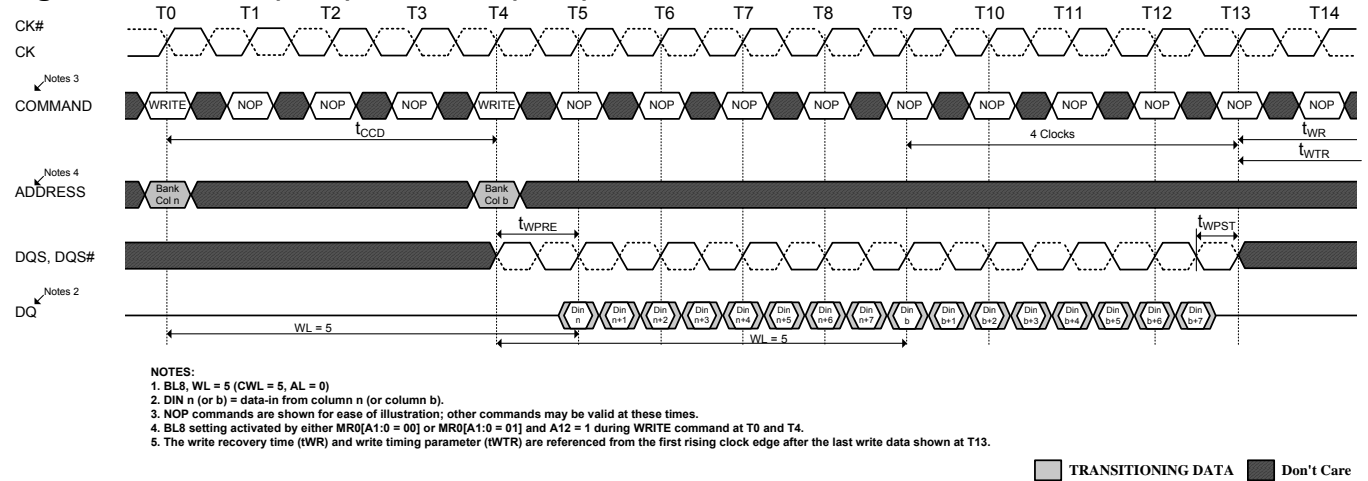 T0 T1 T2 T3 T4 T5 T6 T7 T8 T9 T10 T11 T12 T13 T14
CK#
CK
Notes 3
COMMAND WRITE NOP NOP NOP WRITE NOP NOP NOP NOP NOP NOP NOP NOP NOP NOP
tCCD 4 Clocks tWR
tWTR
Notes 4
ADDRESS
Bank Bank
Col n Col b
tWPRE tWPST
DQS, DQS#
Notes 2
DQ
Din Din Din Din Din Din Din Din Din Din Din Din Din Din Din Din
n n+1 n+2 n+3 n+4 n+5 n+6 n+7 b b+1 b+2 b+3 b+4 b+5 b+6 b+7
WL = 5 WL = 5
NOTES:
1. BL8, WL = 5 (CWL = 5, AL = 0)
2. DIN n (or b) = data-in from column n (or column b).
3. NOP commands are shown for ease of illustration; other commands may be valid at these times.
4. BL8 setting activated by either MR0[A1:0 = 00] or MR0[A1:0 = 01] and A12 = 1 during WRITE command at T0 and T4.
5. The write recovery time (tWR) and write timing parameter (tWTR) are referenced from the first rising clock edge after the last write data shown at T13.
TRANSITIONING DATA Don't Care